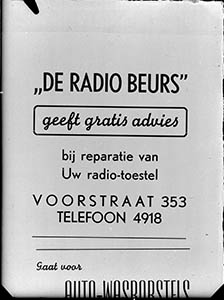 „DE RADIO BEURS”
geeft gratis advies
bij reparatie van
Uw radio-toestel
VOORSTRAAT 353
TELEFOON 4918
Gaat voor
AUTO-WASBORSTELS